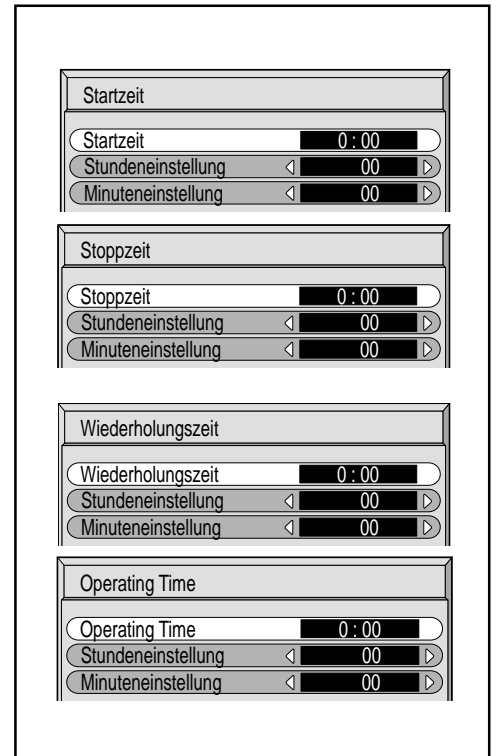 Startzeit
Startzeit 0 : 00
Stundeneinstellung 00
Minuteneinstellung 00
Stoppzeit
Stoppzeit 0 : 00
Stundeneinstellung 00
Minuteneinstellung 00
Wiederholungszeit
Wiederholungszeit 0 : 00
Stundeneinstellung 00
Minuteneinstellung 00
Operating Time
Operating Time 0 : 00
Stundeneinstellung 00
Minuteneinstellung 00